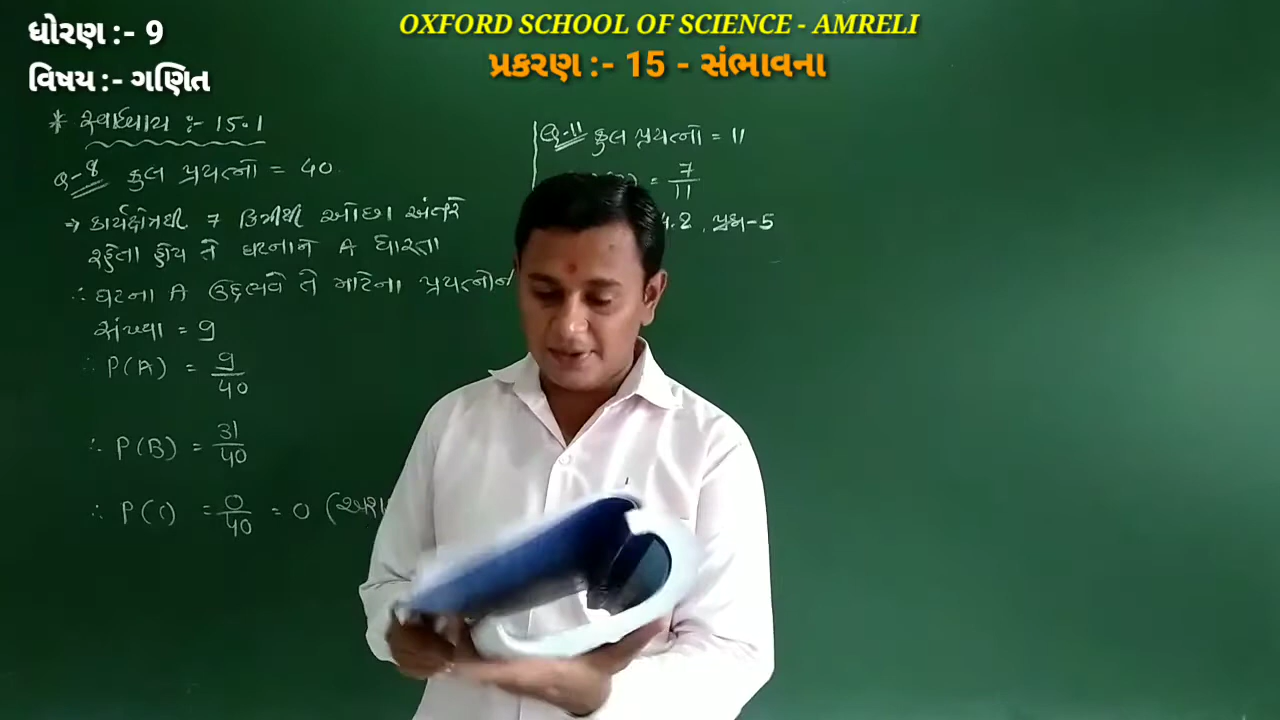 ધોરણ :- 9
વિષય :- ગણિત
OXFORD SCHOOL OF SCIENCE - AMRELI
પ્રકરણ :- 15 - સંભાવના
* સ્વાધ્યાય :- 15.1
Q-8 કુલ પ્રયત્નો = 40
→ કાર્યક્ષેત્રથી 7 કિમીથી ઓછા અંતરે
રહેતા હોય તે ઘટનાને A ધારતા
∴ ઘટના A ઉદ્દભવે તે માટેના
સંખ્યા = 9
∴ P(A) = 9/40
∴ P(B) = 31/40
∴ P(C) = 0/40 = 0
Q-11 કુલ પ્રયત્નો = 11
= 7/11
.2, પ્રશ્ન-5